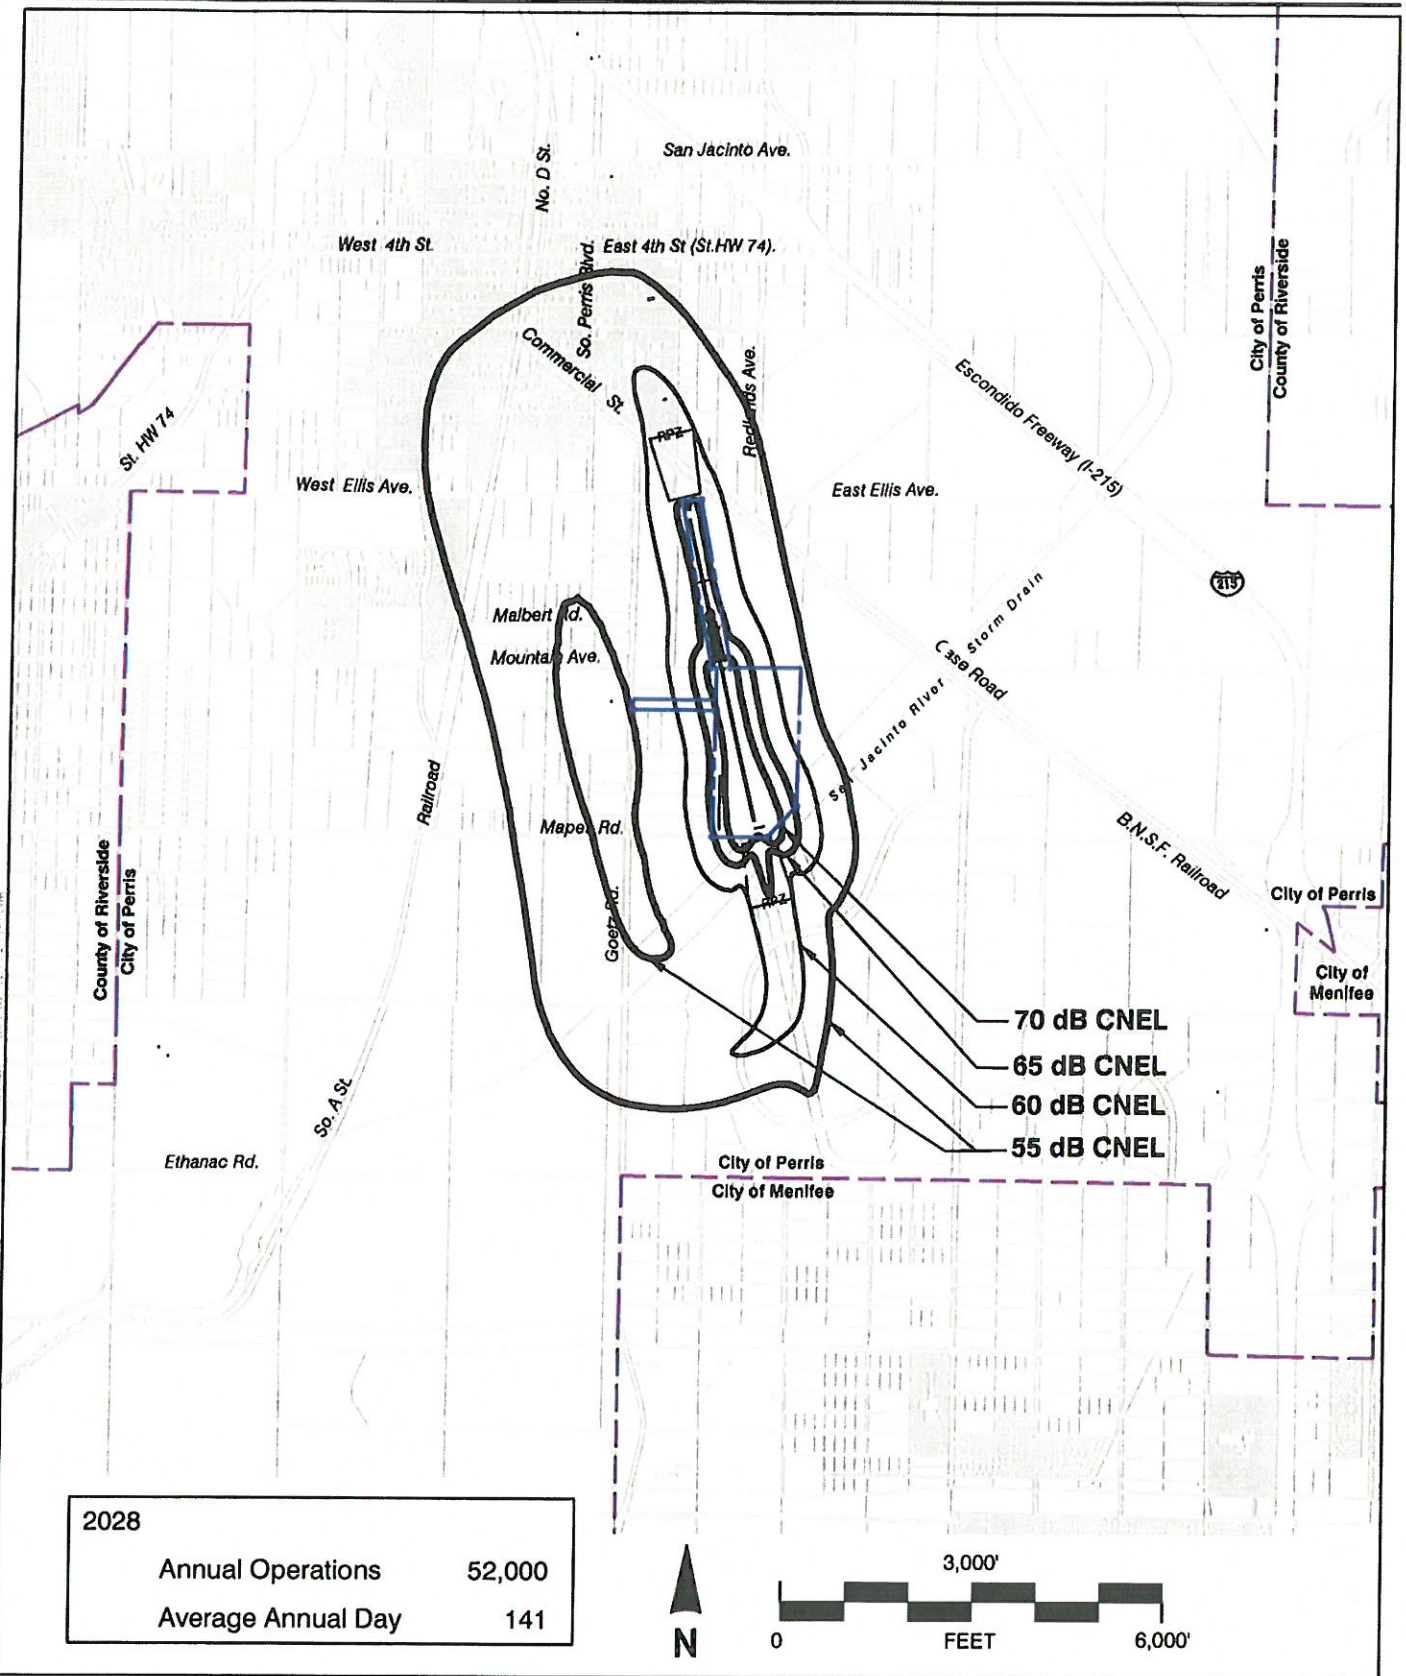 San Jacinto Ave.
No. D St.
West 4th St.
So. Perris Blvd.
East 4th St (St.HW 74).
City of Perris
County of Riverside
Commercial St.
Redlands Ave.
Escondido Freeway (I-215)
St. HW 74
RPZ
West Ellis Ave.
East Ellis Ave.
215
Malbert Rd.
Mountain Ave.
San Jacinto River Storm Drain
Case Road
Railroad
Mapes Rd.
B.N.S.F. Railroad
County of Riverside
City of Perris
Goetz Rd.
RPZ
City of Perris
City of
Menifee
70 dB CNEL
65 dB CNEL
60 dB CNEL
55 dB CNEL
So. A St.
Ethanac Rd.
City of Perris
City of Menifee
2028
Annual Operations 52,000
Average Annual Day 141
N
3,000'
0 FEET 6,000'